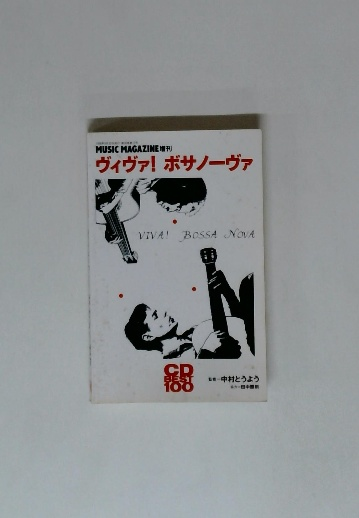 MUSIC MAGAZINE増刊
ヴィヴァ! ボサノーヴァ
VIVA! BOSSA NOVA
CD
BEST
100
監修=中村とうよう